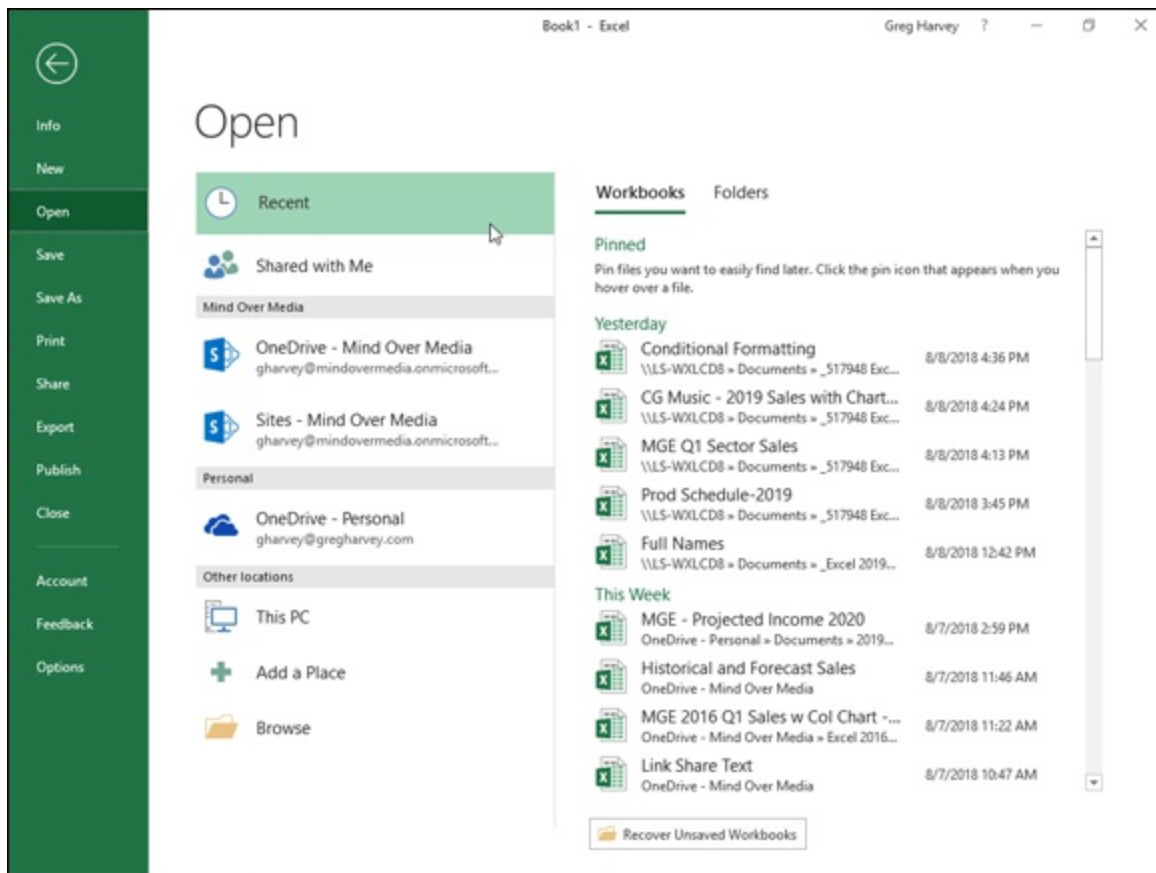 Book1 - Excel
Greg Harvey ?
Info
New
Open
Save
Save As
Print
Share
Export
Publish
Close
Account
Feedback
Options
Open
Recent
Shared with Me
Mind Over Media
OneDrive - Mind Over Media
gharvey@mindovermedia.onmicrosoft...
Sites - Mind Over Media
gharvey@mindovermedia.onmicrosoft...
Personal
OneDrive - Personal
gharvey@gregharvey.com
Other locations
This PC
Add a Place
Browse
Workbooks Folders
Pinned
Pin files you want to easily find later. Click the pin icon that appears when you
hover over a file.
Yesterday
Conditional Formatting
\\LS-WXLCD8 » Documents » _517948 Exc...
8/8/2018 4:36 PM
CG Music - 2019 Sales with Chart...
\\LS-WXLCD8 » Documents » _517948 Exc...
8/8/2018 4:24 PM
MGE Q1 Sector Sales
\\LS-WXLCD8 » Documents » _517948 Exc...
8/8/2018 4:13 PM
Prod Schedule-2019
\\LS-WXLCD8 » Documents » _517948 Exc...
8/8/2018 3:45 PM
Full Names
\\LS-WXLCD8 » Documents » _Excel 2019...
8/8/2018 12:42 PM
This Week
MGE - Projected Income 2020
OneDrive - Personal » Documents » 2019...
8/7/2018 2:59 PM
Historical and Forecast Sales
OneDrive - Mind Over Media
8/7/2018 11:46 AM
MGE 2016 Q1 Sales w Col Chart -...
OneDrive - Mind Over Media » Excel 2016...
8/7/2018 11:22 AM
Link Share Text
OneDrive - Mind Over Media
8/7/2018 10:47 AM
Recover Unsaved Workbooks